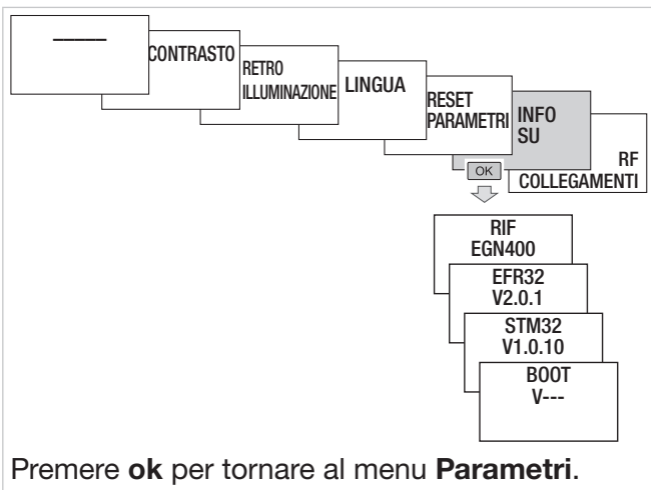 CONTRASTO
RETRO
ILLUMINAZIONE
LINGUA
RESET
PARAMETRI
INFO
SU
RF
COLLEGAMENTI
OK
RIF
EGN400
EFR32
V2.0.1
STM32
V1.0.10
BOOT
V---
Premere ok per tornare al menu Parametri.